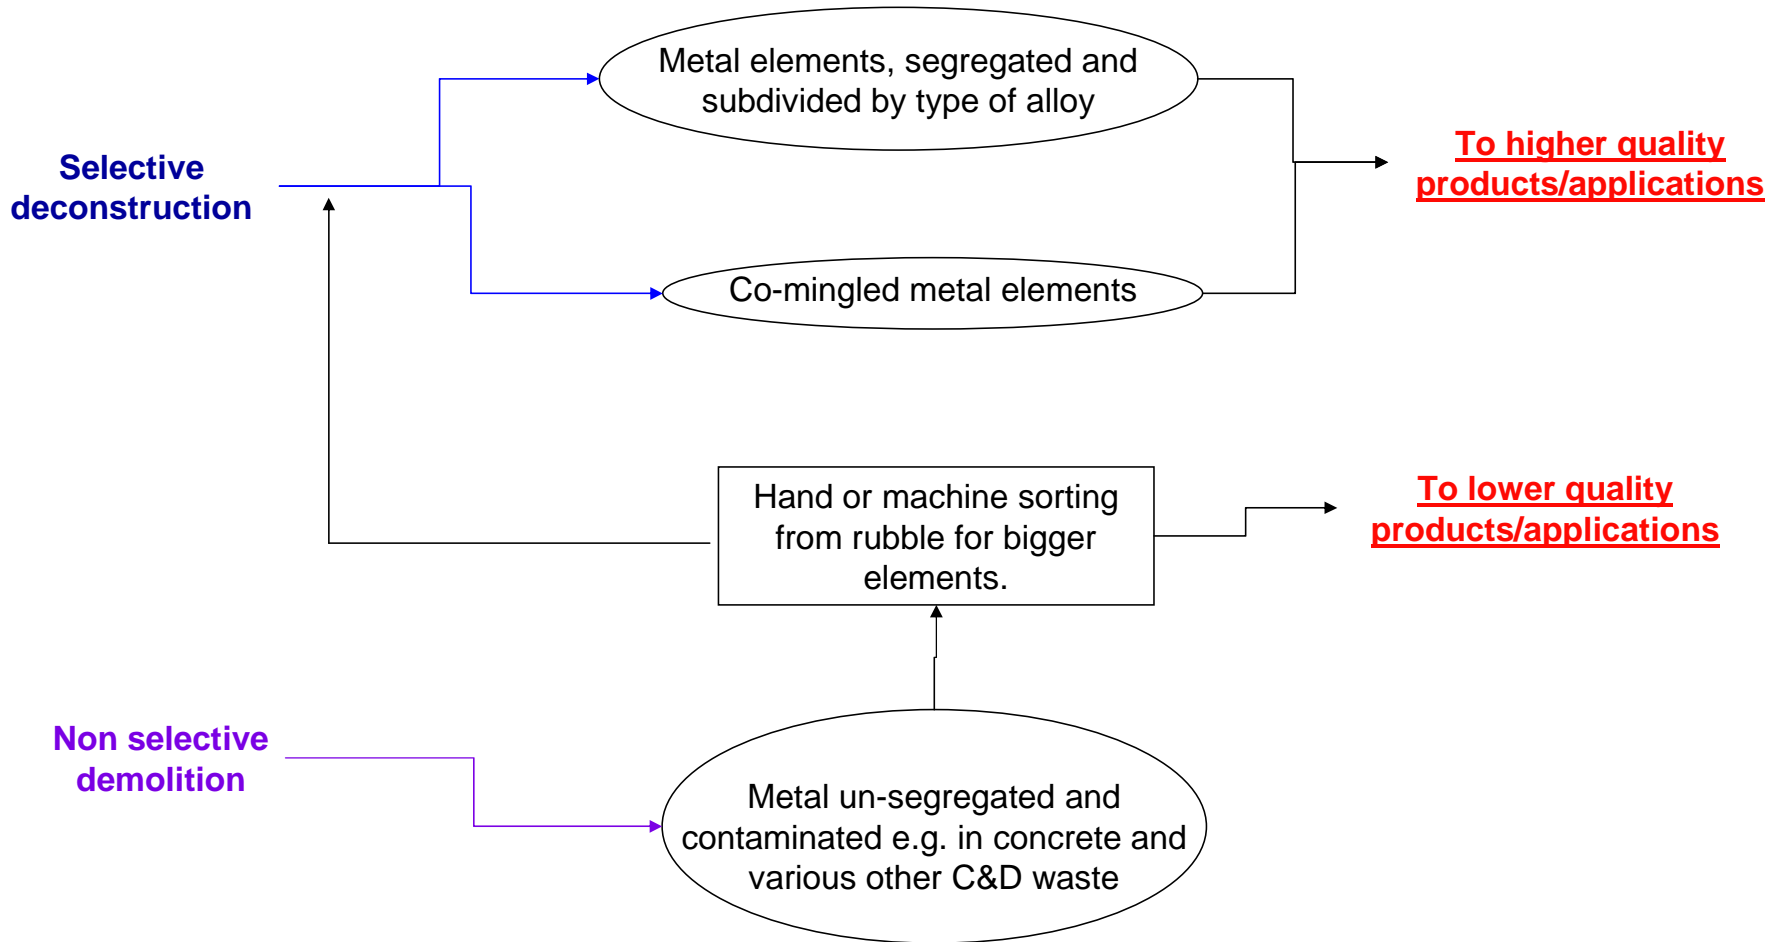 Metal elements, segregated and
subdivided by type of alloy
Selective
deconstruction
To higher quality
products/applications
Co-mingled metal elements
Hand or machine sorting
from rubble for bigger
elements.
To lower quality
products/applications
Non selective
demolition
Metal un-segregated and
contaminated e.g. in concrete and
various other C&D waste